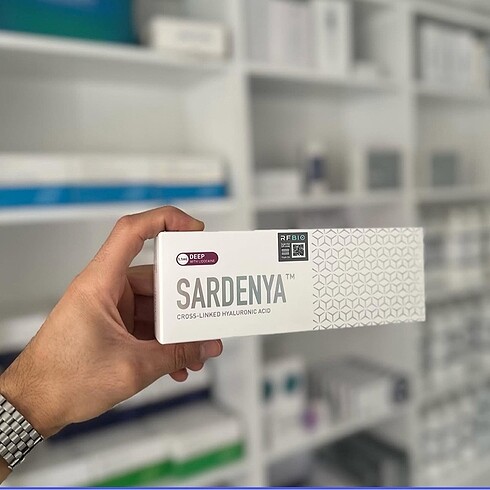 DEEP
WITH LIDOCAINE
RFBIO
SARDENYA™
CROSS-LINKED HYALURONIC ACID